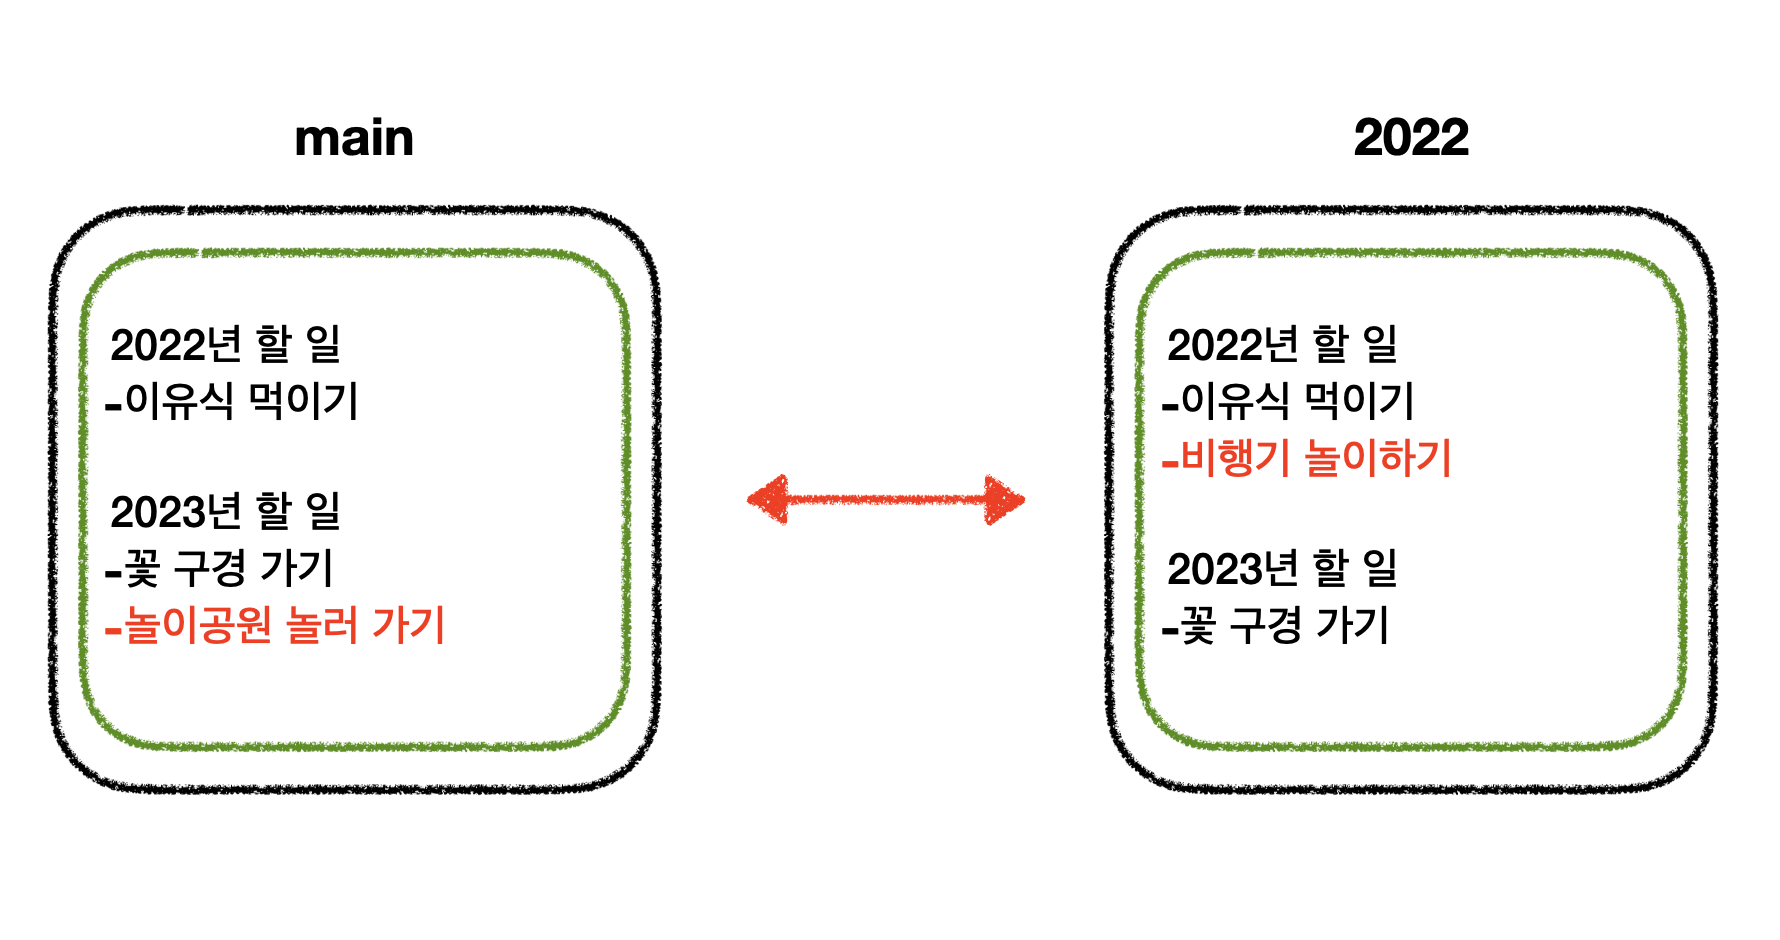 main
2022년 할 일
-이유식 먹이기
2023년 할 일
-꽃 구경 가기
-놀이공원 놀러 가기
2022
2022년 할 일
-이유식 먹이기
-비행기 놀이하기
2023년 할 일
-꽃 구경 가기